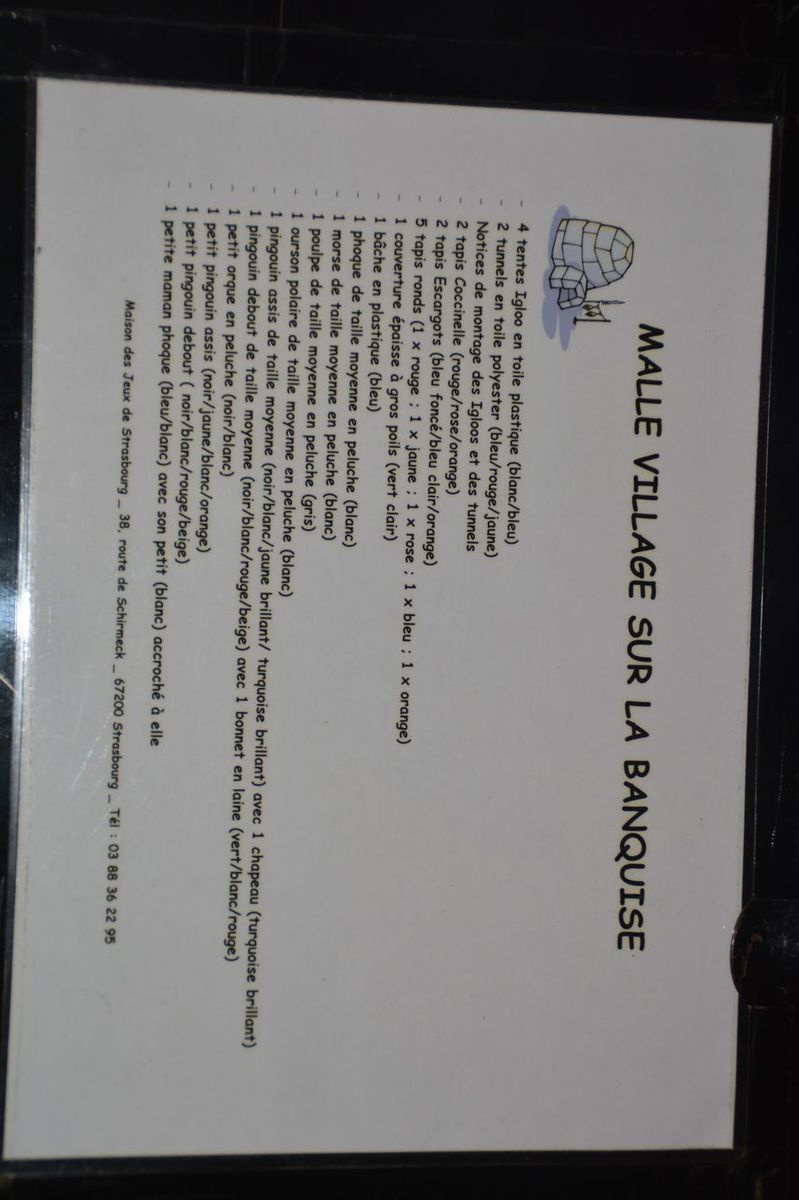 MALLE VILLAGE SUR LA BANQUISE
- 4 tentes Igloo en toile plastique (blanc/bleu)
- 2 tunnels en toile polyester (bleu/rouge/jaune)
- Notices de montage des Igloos et des tunnels
- 2 tapis Coccinelle (rouge/rose/orange)
- 2 tapis Escargots (bleu foncé/bleu clair/orange)
- 5 tapis ronds (1 x rouge ; 1 x jaune ; 1 x rose ; 1 x bleu ; 1 x orange)
- 1 couverture épaisse à gros poils (vert clair)
- 1 bâche en plastique (bleu)
- 1 phoque de taille moyenne en peluche (blanc)
- 1 morse de taille moyenne en peluche (blanc)
- 1 poulpe de taille moyenne en peluche (gris)
- 1 ourson polaire de taille moyenne en peluche (blanc)
- 1 pingouin assis de taille moyenne (noir/blanc/jaune brillant/ turquoise brillant) avec 1 chapeau (turquoise brillant)
- 1 pingouin debout de taille moyenne (noir/blanc/rouge/beige) avec 1 bonnet en laine (vert/blanc/rouge)
- 1 petit orque en peluche (noir/blanc)
- 1 petit pingouin assis (noir/jaune/blanc/orange)
- 1 petit pingouin debout ( noir/blanc/rouge/beige)
- 1 petite maman phoque (bleu/blanc) avec son petit (blanc) accroché à elle
Maison des Jeux de Strasbourg _ 38, route de Schirmeck _ 67200 Strasbourg _ Tél : 03 88 36 22 95